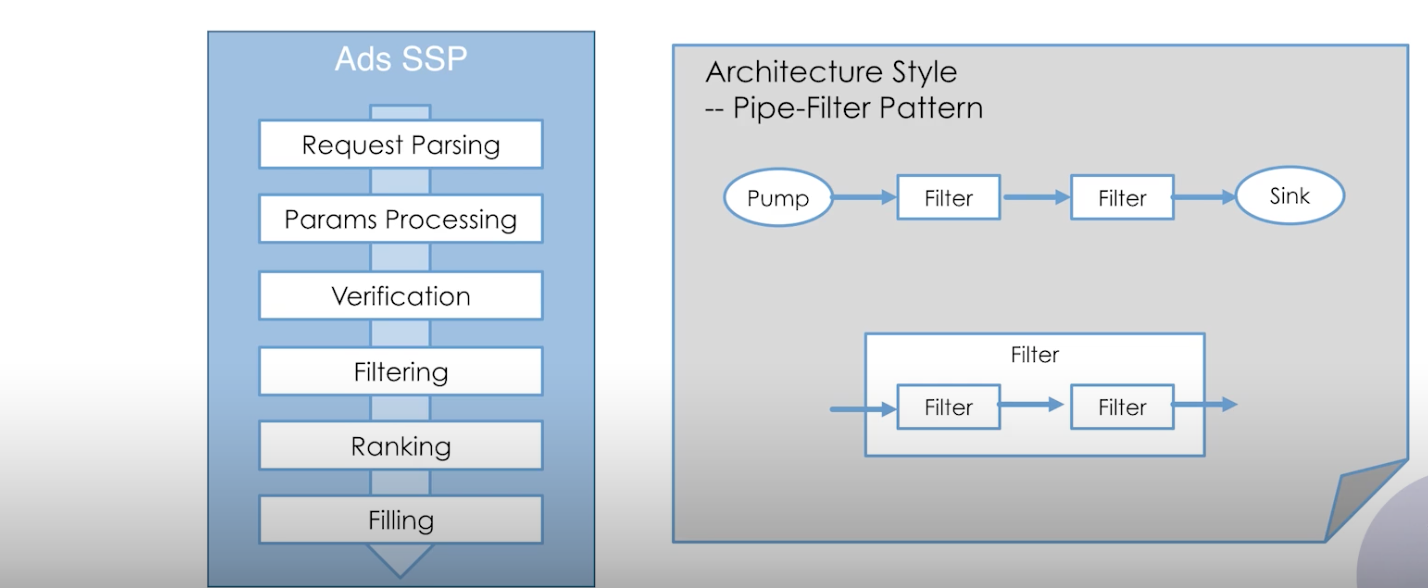 Ads SSP
Request Parsing
Params Processing
Verification
Filtering
Ranking
Filling
Architecture Style
-- Pipe-Filter Pattern
Pump
Filter
Filter
Sink
Filter
Filter
Filter